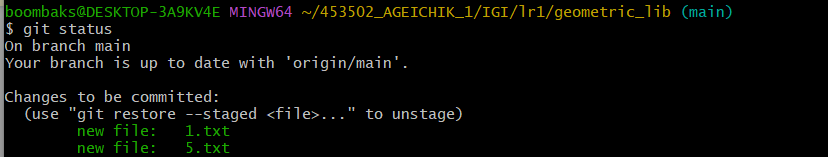 boombaks@DESKTOP-3A9KV4E MINGW64 ~/453502_AGEICHIK_1/IGI/lr1/geometric_lib (main)
$ git status
On branch main
Your branch is up to date with 'origin/main'.

Changes to be committed:
  (use "git restore --staged <file>..." to unstage)
        new file:   1.txt
        new file:   5.txt